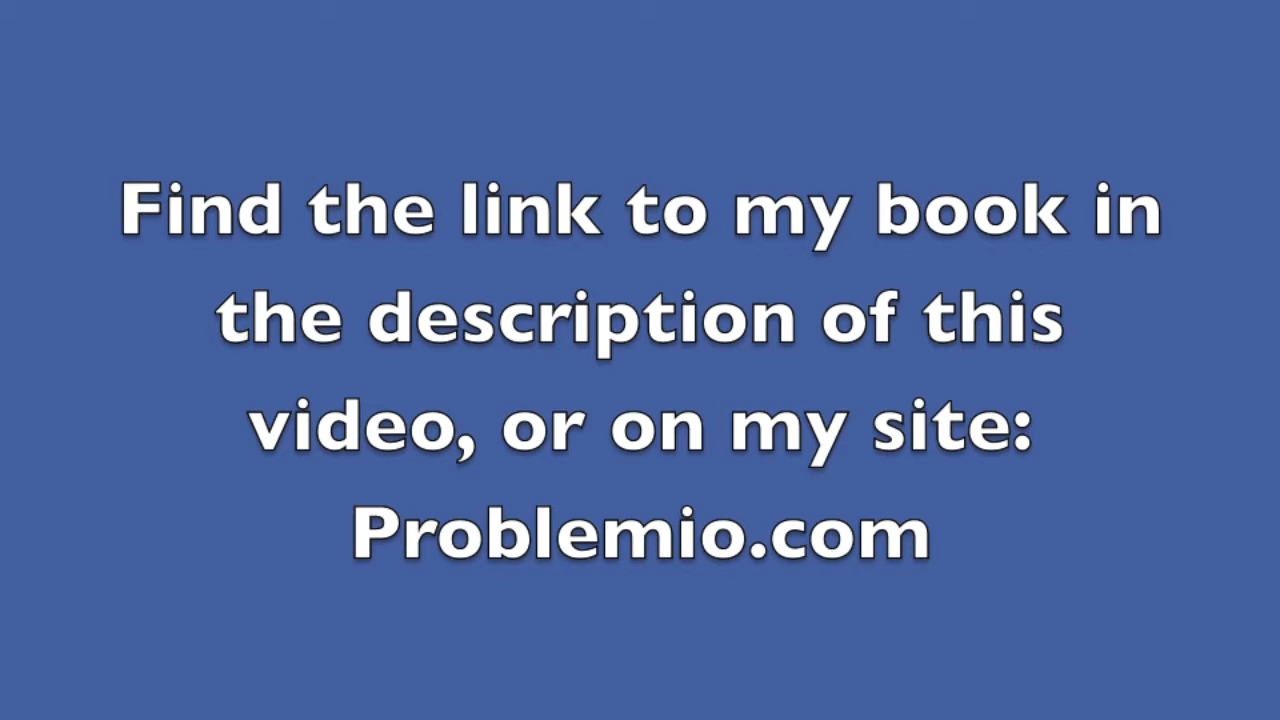 Find the link to my book in
the description of this
video, or on my site:
Problemio.com